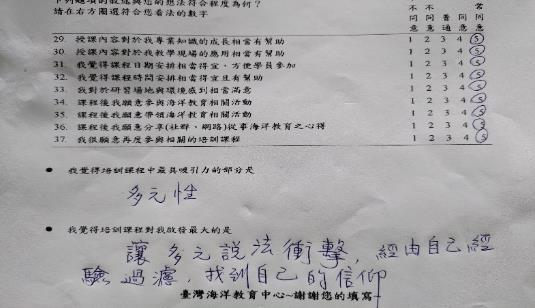 下列題項的敘述與您的想法符合程度為何？
請在右方圈選符合您看法的數字
常
不 不 普 同 同
同 同
意 意 通 意 意
29. 授課內容對於我專業知識的成長相當有幫助 1 2 3 4 5
30. 授課內容對於我教學現場的應用相當有幫助 1 2 3 4 5
31. 我覺得課程日期安排相當得宜，方便學員參加 1 2 3 4 5
32. 我覺得課程時間安排相當得宜且有幫助 1 2 3 4 5
33. 我對於研習場地與環境感到相當滿意 1 2 3 4 5
34. 課程後我願意參與海洋教育相關活動 1 2 3 4 5
35. 課程後我願意帶領海洋教育相關活動 1 2 3 4 5
36. 課程後我願意分享(社群、網路)從事海洋教育之心得 1 2 3 4 5
37. 我很願意再度參與相關的培訓課程 1 2 3 4 5
● 我覺得培訓課程中最具吸引力的部分是
多元性
● 我覺得培訓課程對我啟發最大的是
讓多元說法衝擊，經由自己經
驗過濾，找到自己的信仰
臺灣海洋教育中心~謝謝您的填寫